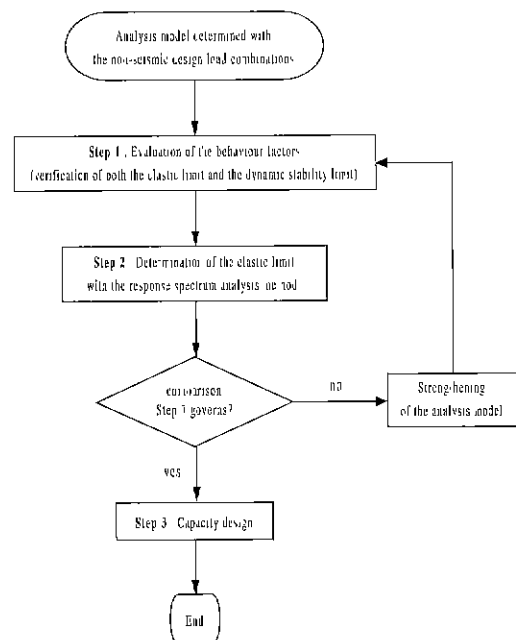 Analysis model determined with
the non-seismic design load combinations
Step 1 . Evaluation of the behaviour factors
(verification of both the elastic limit and the dynamic stability limit)
Step 2 Determination of the elastic limit
with the response spectrum analysis
comparison
Step governs?
no
Strengthening
of the analysis model
yes
Step 3 Capacity design
End